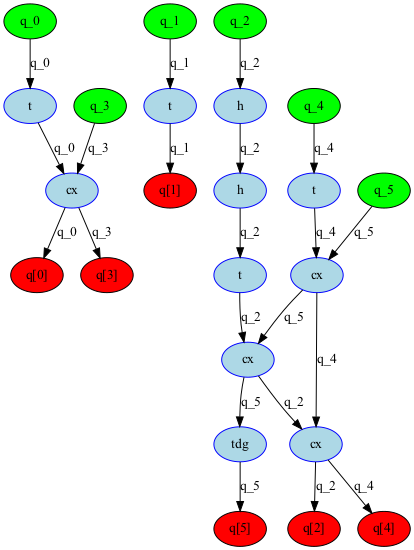 q_0 q_1 q_2
q_0 q_1 q_2
t q_3 t h q_4
q_0 q_3 q_1 q_2 q_4
cx q[1] h t q_5
q_0 q_3 q_2 q_4 q_5
q[0] q[3] t cx
q_2 q_5
cx q_4
q_5 q_2
tdg cx
q_5 q_2 q_4
q[5] q[2] q[4]